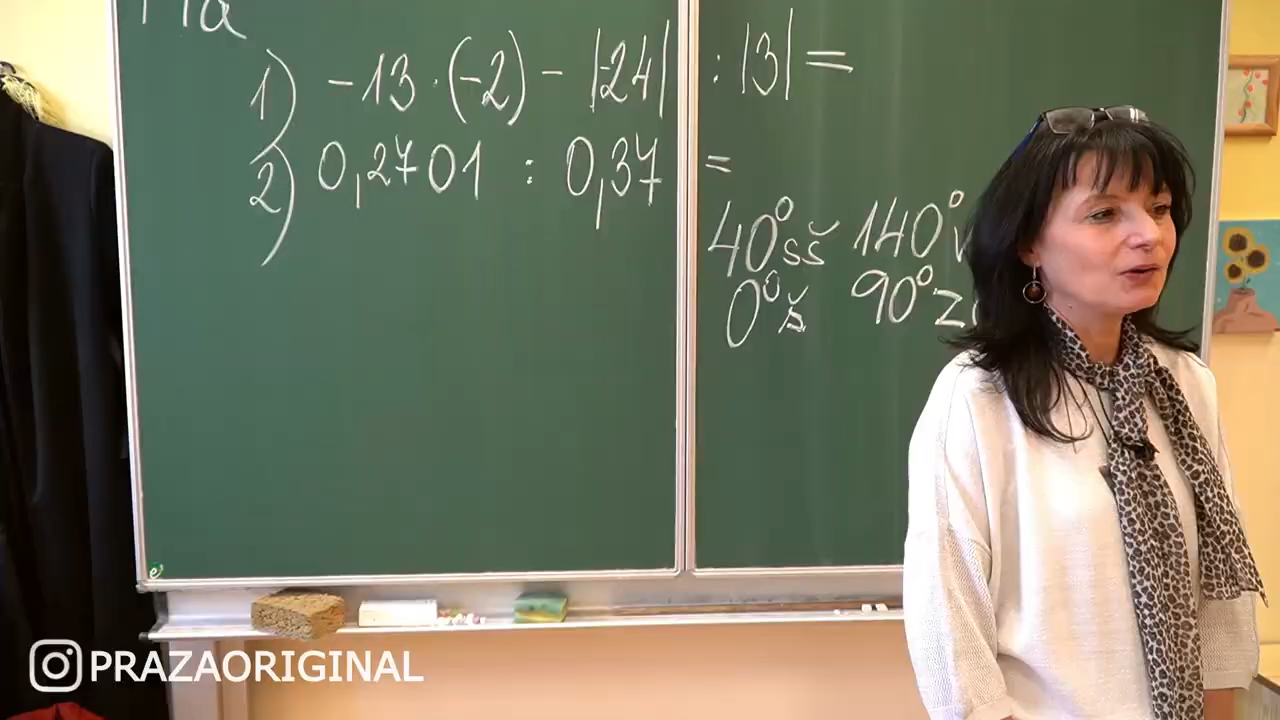 1) -13 · (-2) - |-24| : |3| =
2) 0,2701 : 0,37 =
40° sš 140°
0° š 90°
PRAZAORIGINAL